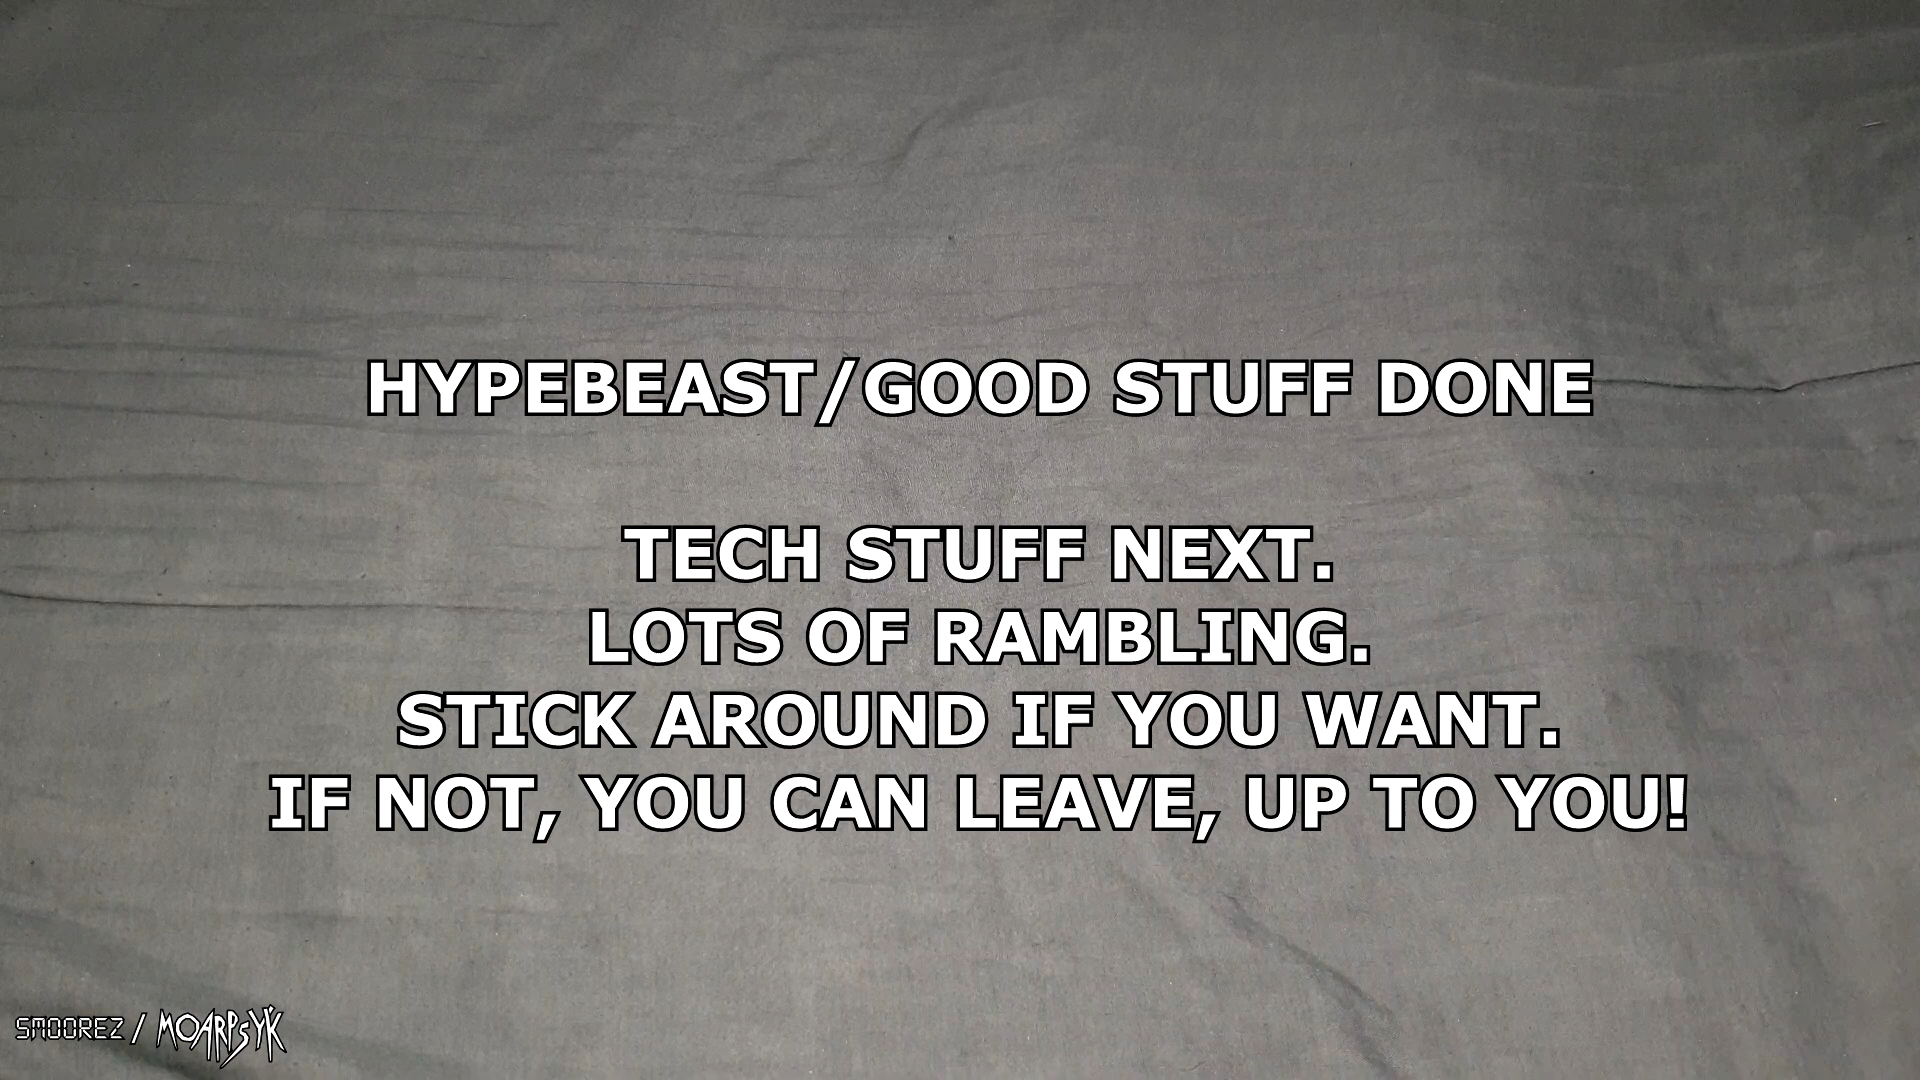 HYPEBEAST/GOOD STUFF DONE
TECH STUFF NEXT.
LOTS OF RAMBLING.
STICK AROUND IF YOU WANT.
IF NOT, YOU CAN LEAVE, UP TO YOU!
SMOOREZ / MOARPSYK